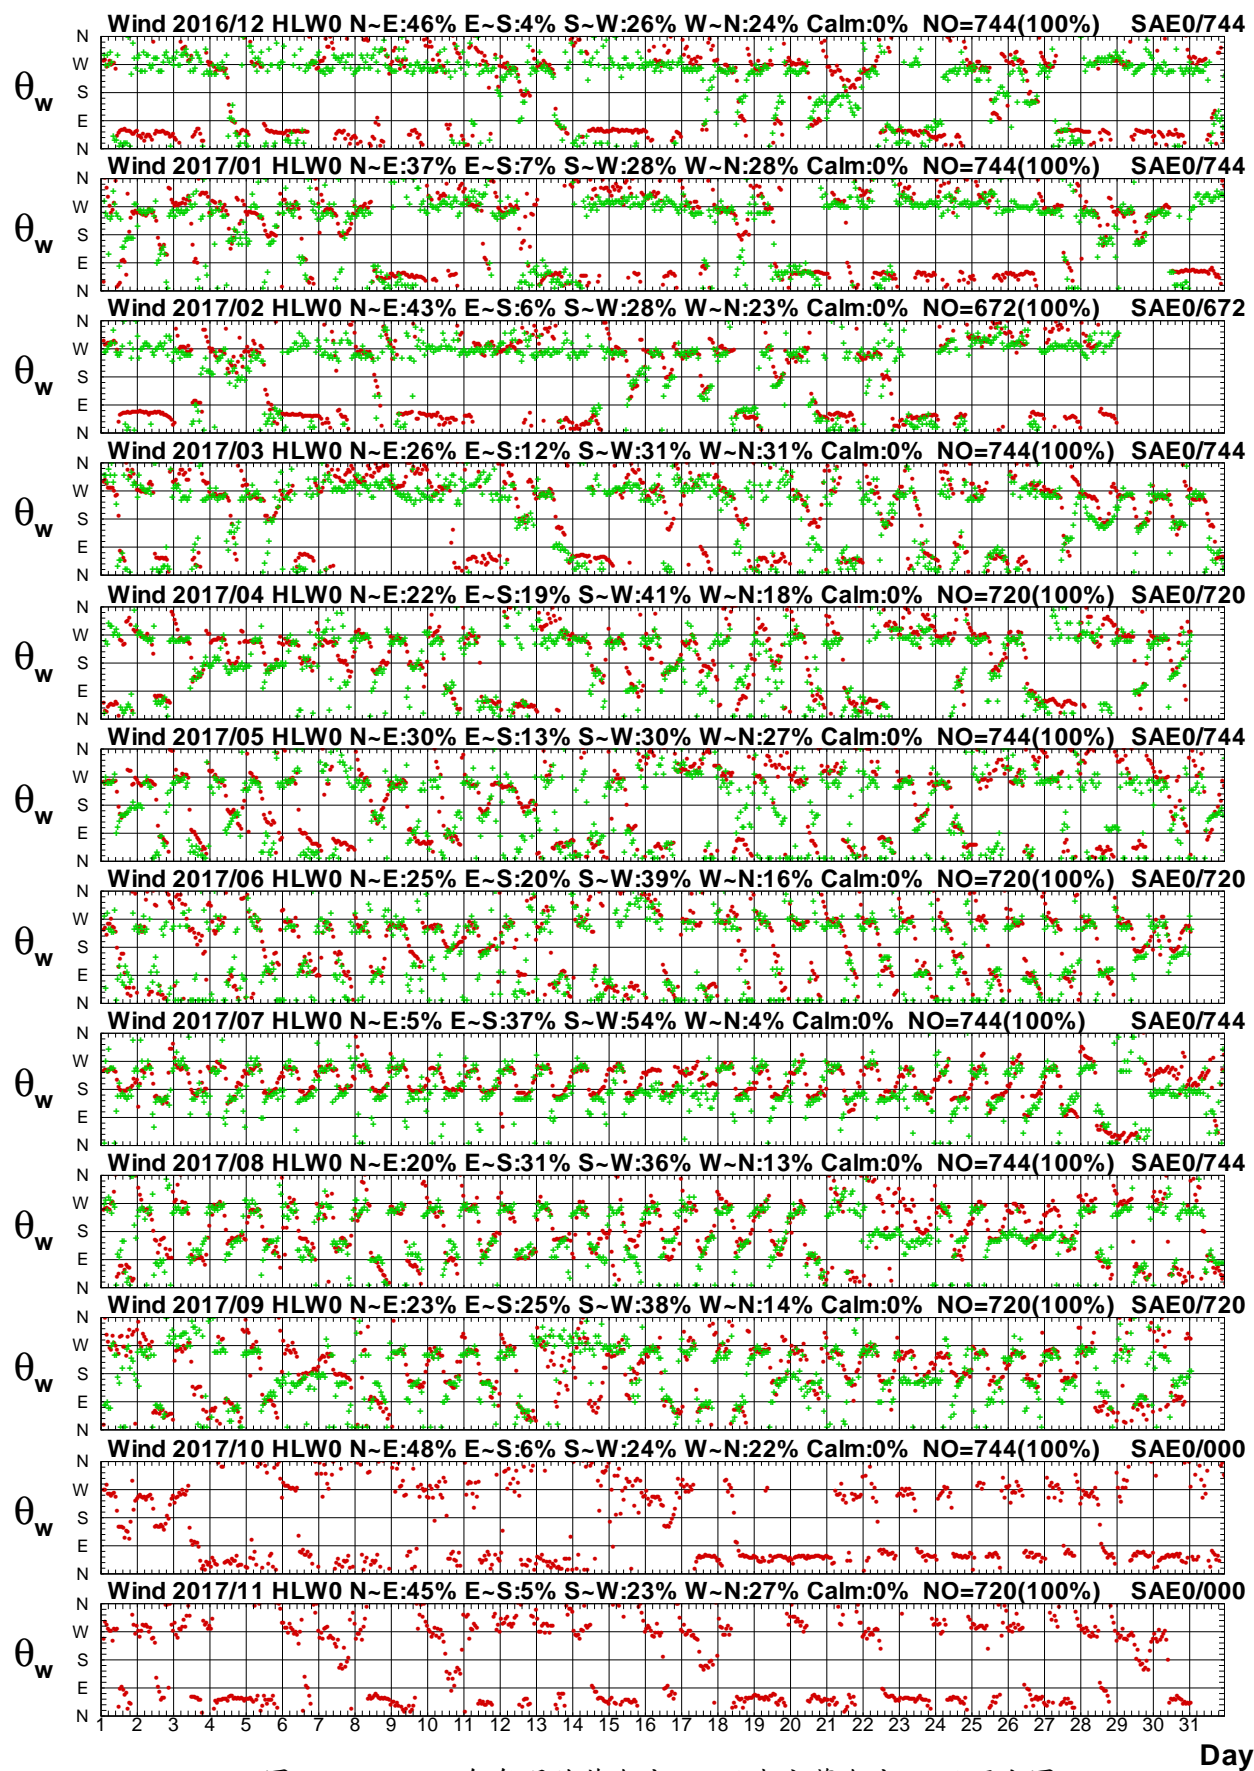 Wind 2016/12 HLW0 N~E:46% E~S:4% S~W:26% W~N:24% Calm:0% NO=744(100%) SAE0/744
N
W
S
E
N
θw
Wind 2017/01 HLW0 N~E:37% E~S:7% S~W:28% W~N:28% Calm:0% NO=744(100%) SAE0/744
N
W
S
E
N
θw
Wind 2017/02 HLW0 N~E:43% E~S:6% S~W:28% W~N:23% Calm:0% NO=672(100%) SAE0/672
N
W
S
E
N
θw
Wind 2017/03 HLW0 N~E:26% E~S:12% S~W:31% W~N:31% Calm:0% NO=744(100%) SAE0/744
N
W
S
E
N
θw
Wind 2017/04 HLW0 N~E:22% E~S:19% S~W:41% W~N:18% Calm:0% NO=720(100%) SAE0/720
N
W
S
E
N
θw
Wind 2017/05 HLW0 N~E:30% E~S:13% S~W:30% W~N:27% Calm:0% NO=744(100%) SAE0/744
N
W
S
E
N
θw
Wind 2017/06 HLW0 N~E:25% E~S:20% S~W:39% W~N:16% Calm:0% NO=720(100%) SAE0/720
N
W
S
E
N
θw
Wind 2017/07 HLW0 N~E:5% E~S:37% S~W:54% W~N:4% Calm:0% NO=744(100%) SAE0/744
N
W
S
E
N
θw
Wind 2017/08 HLW0 N~E:20% E~S:31% S~W:36% W~N:13% Calm:0% NO=744(100%) SAE0/744
N
W
S
E
N
θw
Wind 2017/09 HLW0 N~E:23% E~S:25% S~W:38% W~N:14% Calm:0% NO=720(100%) SAE0/720
N
W
S
E
N
θw
Wind 2017/10 HLW0 N~E:48% E~S:6% S~W:24% W~N:22% Calm:0% NO=744(100%) SAE0/000
N
W
S
E
N
θw
Wind 2017/11 HLW0 N~E:45% E~S:5% S~W:23% W~N:27% Calm:0% NO=720(100%) SAE0/000
N
W
S
E
N
θw
1 2 3 4 5 6 7 8 9 10 11 12 13 14 15 16 17 18 19 20 21 22 23 24 25 26 27 28 29 30 31
Day